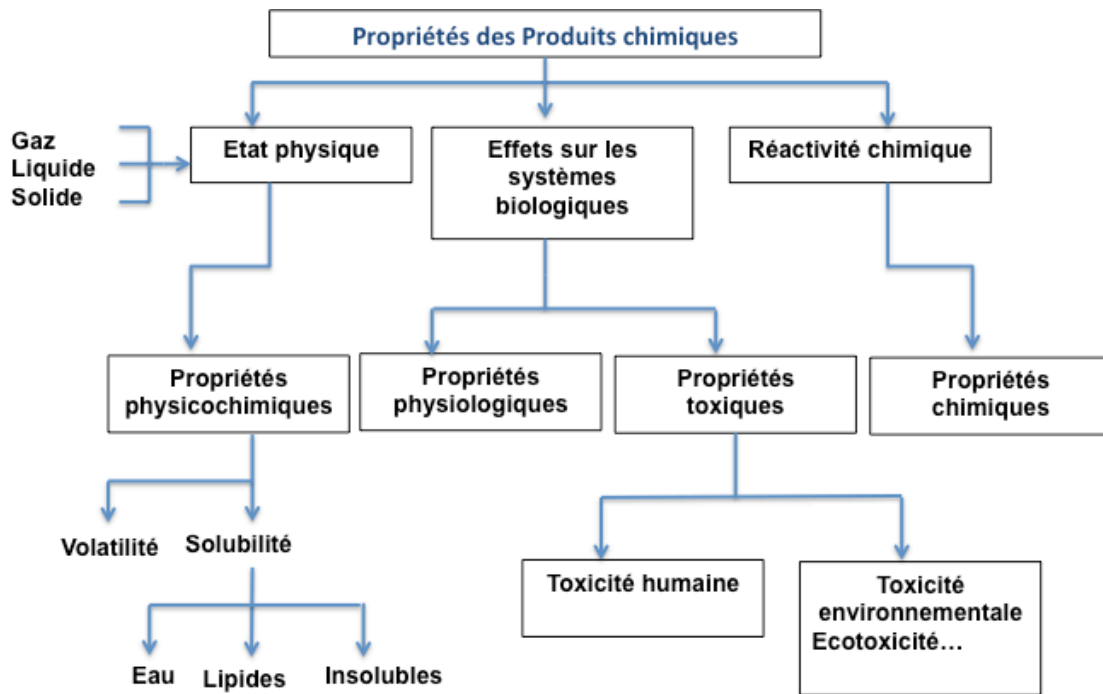 Propriétés des Produits chimiques
Gaz
Liquide
Solide
Etat physique
Effets sur les
systèmes
biologiques
Réactivité chimique
Propriétés
physicochimiques
Propriétés
physiologiques
Propriétés
toxiques
Propriétés
chimiques
Volatilité
Solubilité
Toxicité humaine
Toxicité
environnementale
Ecotoxicité...
Eau
Lipides
Insolubles